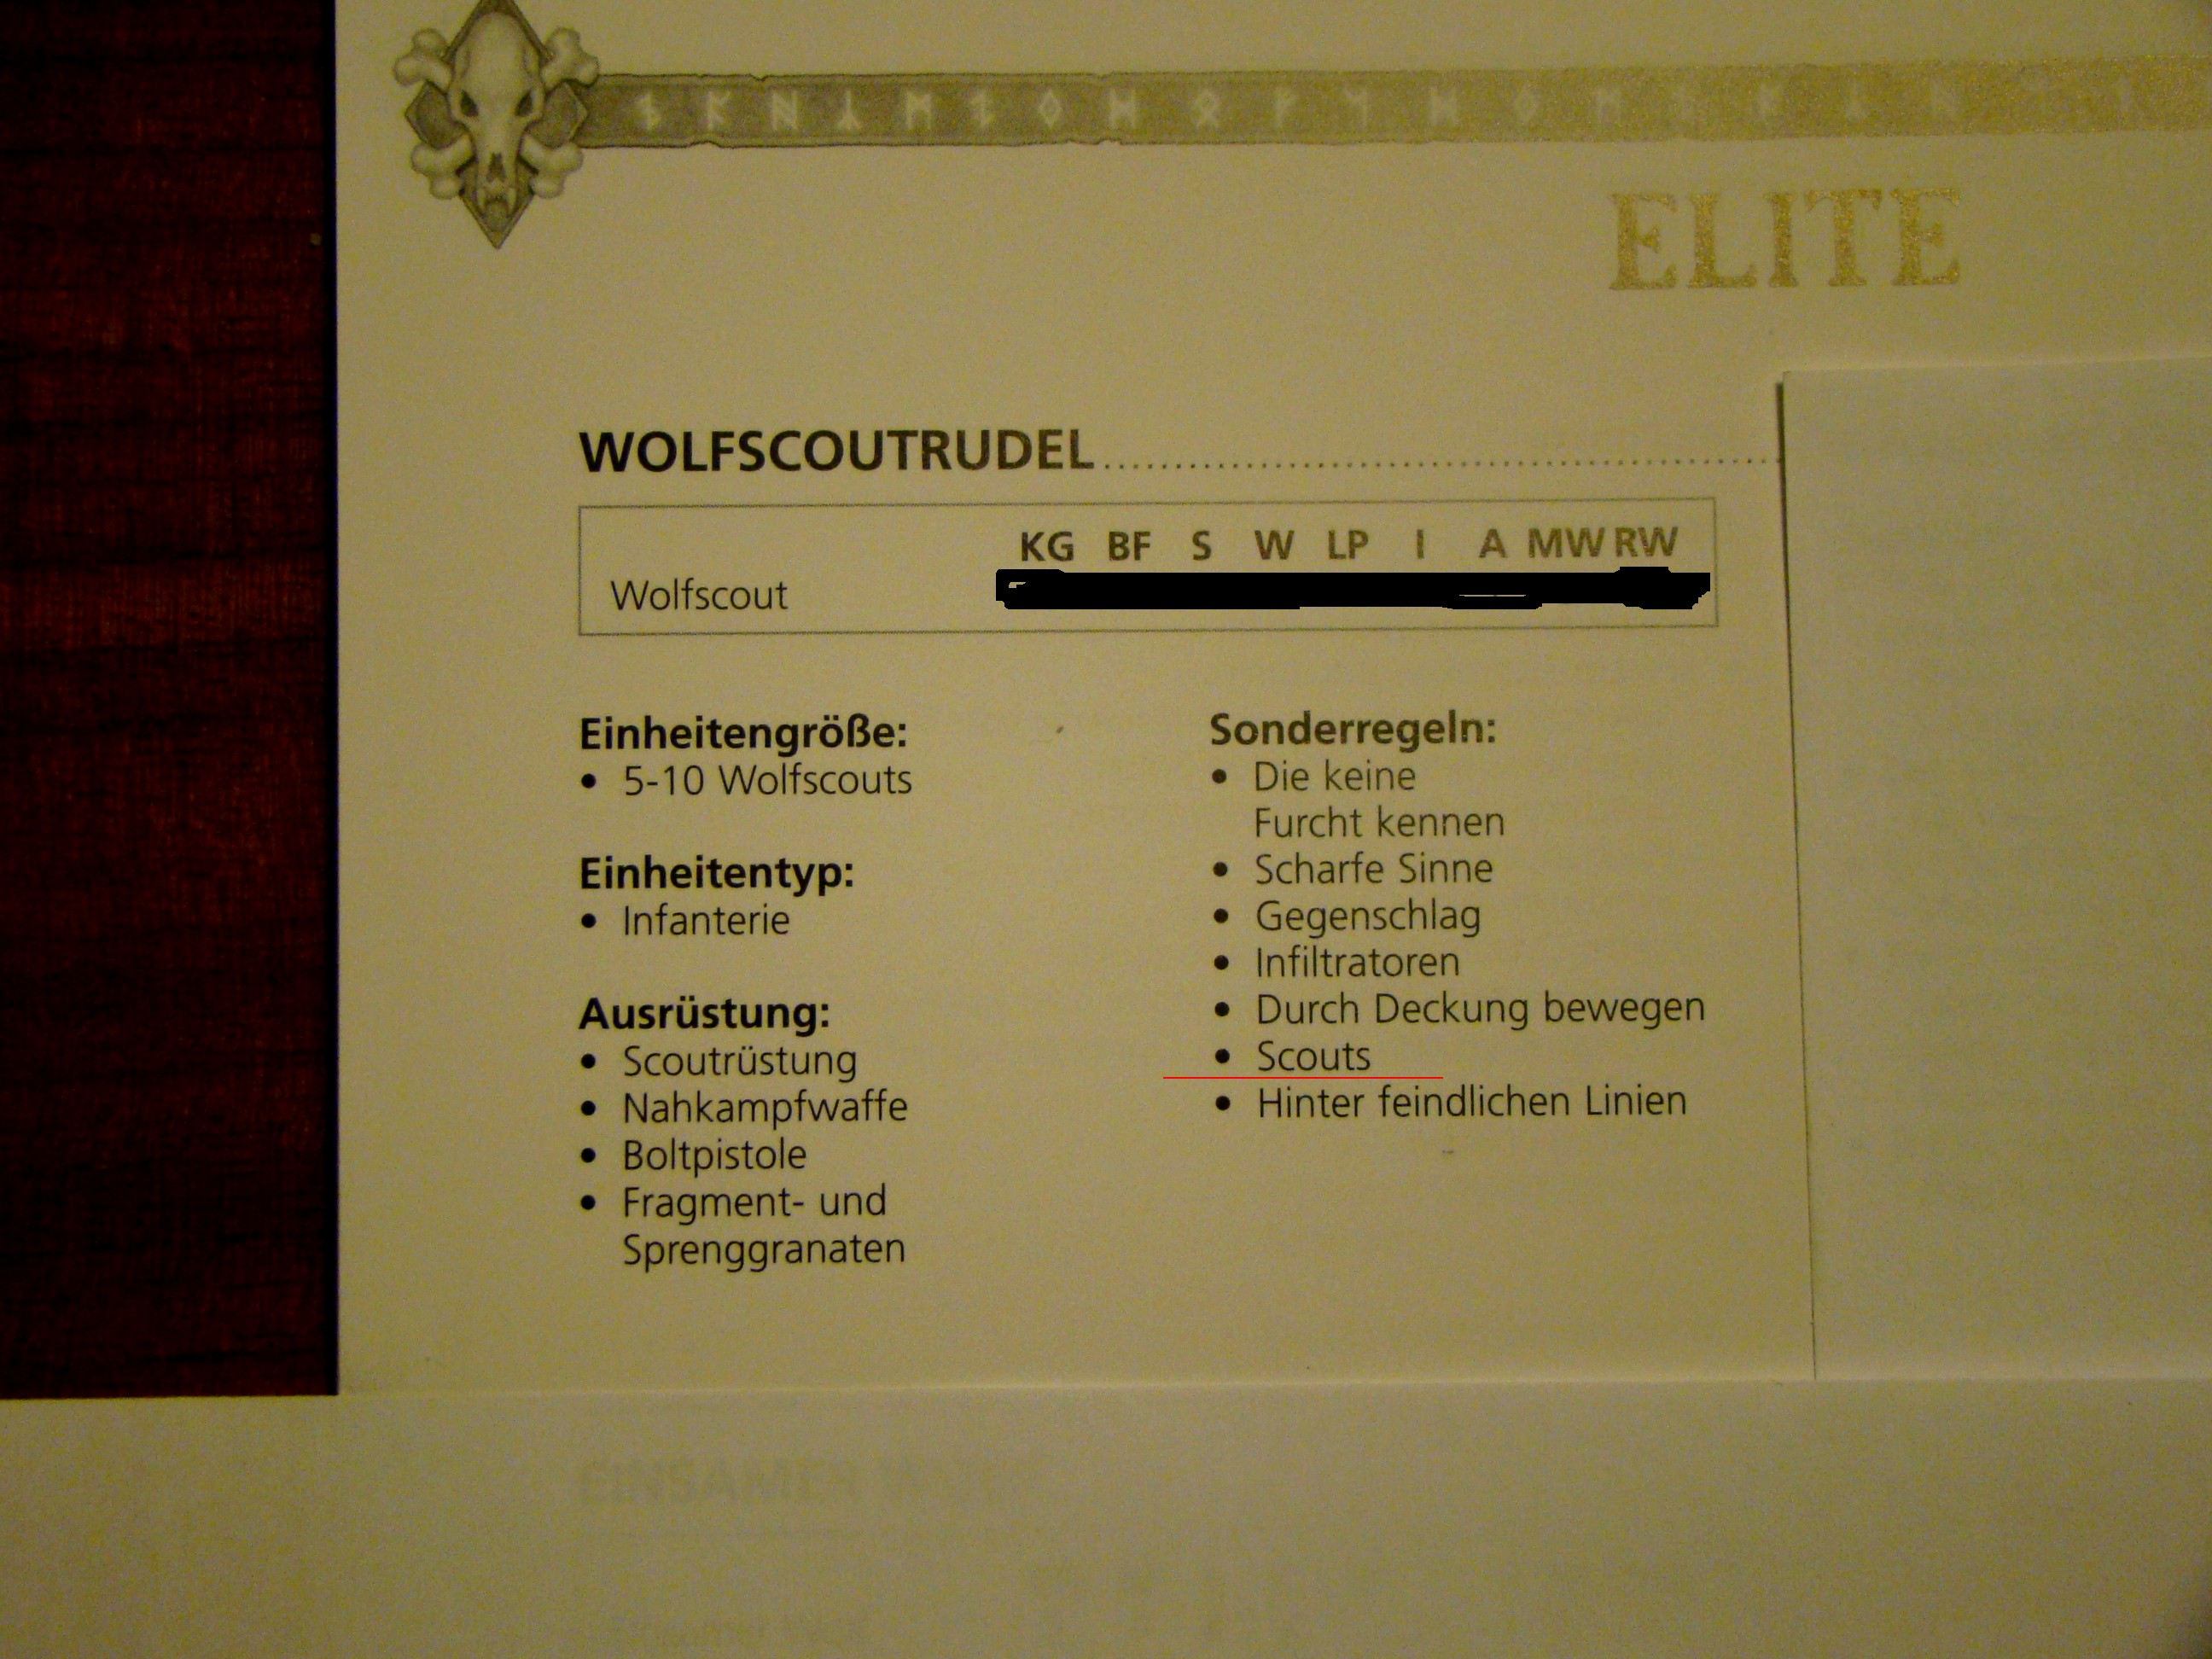 ELITE
WOLFSCOUTRUDEL
KG BF S W LP I A MW RW
Wolfscout
Einheitengröße:
• 5-10 Wolfscouts
Einheitentyp:
• Infanterie
Ausrüstung:
• Scoutrüstung
• Nahkampfwaffe
• Boltpistole
• Fragment- und
Sprenggranaten
Sonderregeln:
• Die keine
Furcht kennen
• Scharfe Sinne
• Gegenschlag
• Infiltratoren
• Durch Deckung bewegen
• Scouts
• Hinter feindlichen Linien
EINSAMER